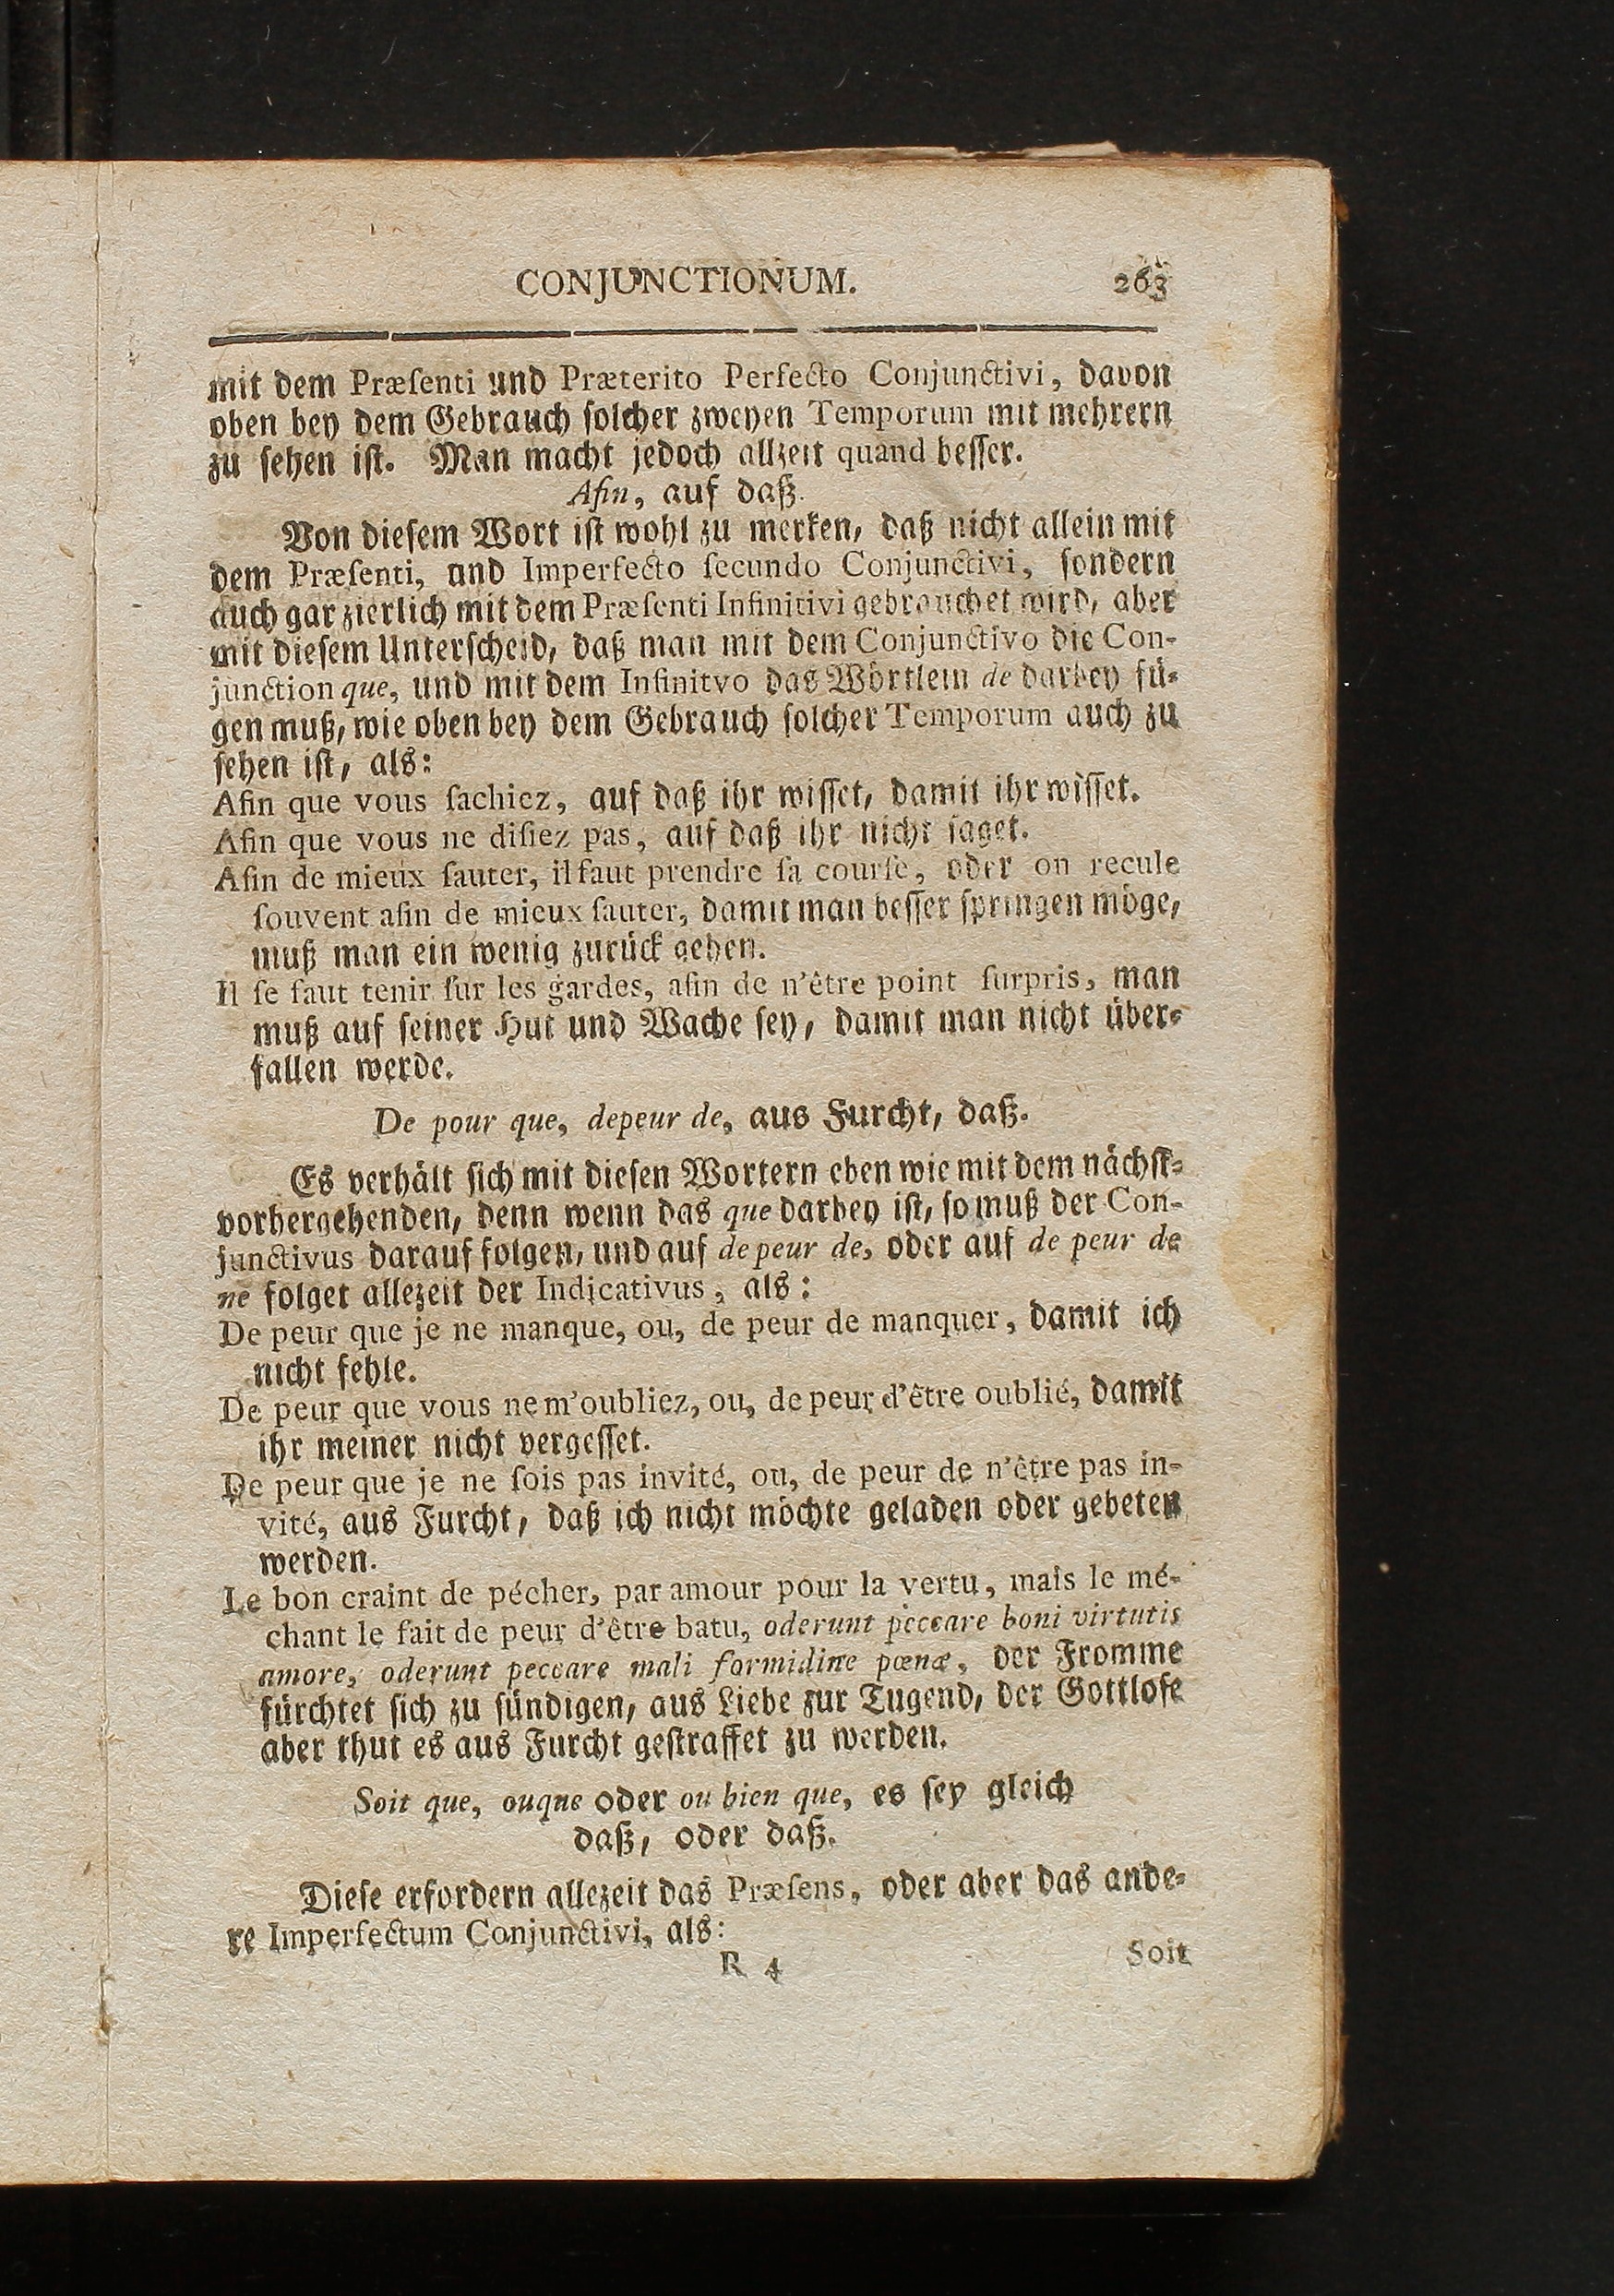 CONJUNCTIONUM. 263
mit dem Præſenti und Præterito Perfecto Conjunctivi, davon
oben bey dem Gebrauch ſolcher zweyen Temporum mit mehrern
zu ſehen iſt. Man macht jedoch allzeit quand beſſer.
Afin, auf daß.
Von dieſem Wort iſt wohl zu merken, daß nicht allein mit
dem Præſenti, und Imperfecto ſecundo Conjunctivi, ſondern
auch gar zierlich mit dem Præſenti Infinitivi gebrauchet wird, aber
mit dieſem Unterſcheid, daß man mit dem Conjunctivo die Con-
junction que, und mit dem Infinitvo das Wörtlein de darbey fü-
gen muß, wie oben bey dem Gebrauch ſolcher Temporum auch zu
ſehen iſt, als:
Afin que vous ſachiez, auf daß ihr wiſſet, damit ihr wiſſet.
Afin que vous ne diſiez pas, auf daß ihr nicht ſaget.
Afin de mieux ſauter, il faut prendre ſa courſe, oder on recule
ſouvent afin de mieux ſauter, damit man beſſer ſpringen möge,
muß man ein wenig zurück gehen.
Il ſe faut tenir ſur les gardes, afin de n'être point ſurpris, man
muß auf ſeiner Hut und Wache ſey, damit man nicht über-
fallen werde.
De pour que, depeur de, aus Furcht, daß.
Es verhält ſich mit dieſen Wortern eben wie mit dem nächſt-
vorhergehenden, denn wenn das que darbey iſt, ſo muß der Con-
junctivus darauf folgen, und auf de peur de, oder auf de peur de
ne folget allezeit der Indicativus, als:
De peur que je ne manque, ou, de peur de manquer, damit ich
nicht fehle.
De peur que vous ne m'oubliez, ou, de peur d'être oublié, damit
ihr meiner nicht vergeſſet.
De peur que je ne ſois pas invité, ou, de peur de n'être pas in-
vité, aus Furcht, daß ich nicht möchte geladen oder gebeten
werden.
Le bon craint de pécher, par amour pour la vertu, mais le mé-
chant le fait de peur d'être batu, oderunt peccare boni virtutis
amore, oderunt peccare mali formidine pœnæ, der Fromme
fürchtet ſich zu ſündigen, aus Liebe zur Tugend, der Gottloſe
aber thut es aus Furcht geſtraffet zu werden.
Soit que, ouque oder ou bien que, es ſey gleich
daß, oder daß.
Dieſe erfordern allezeit das Præſens, oder aber das ande-
re Imperfectum Conjunctivi, als:
R 4 Soit